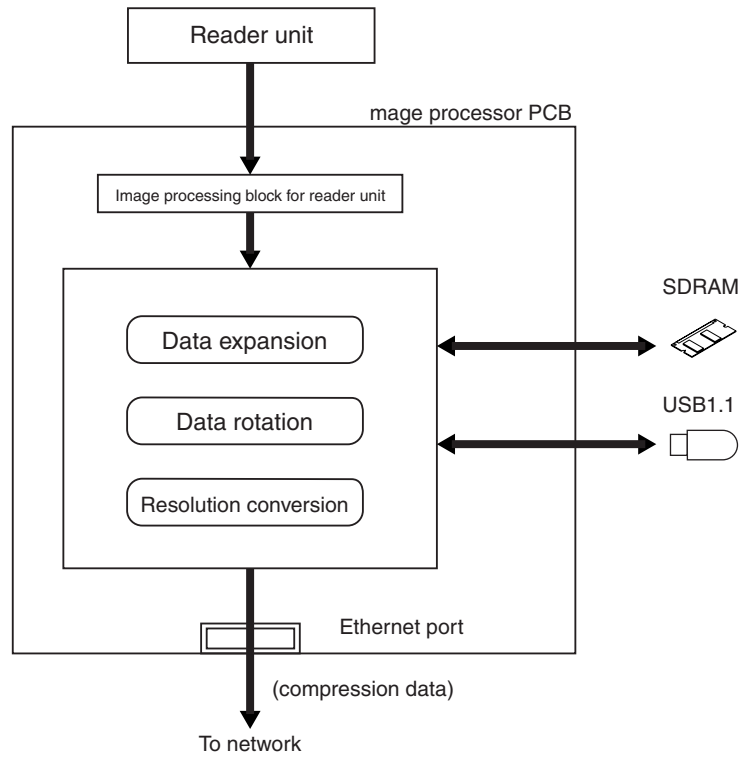 Reader unit
mage processor PCB
Image processing block for reader unit
SDRAM
Data expansion
USB1.1
Data rotation
Resolution conversion
Ethernet port
(compression data)
To network